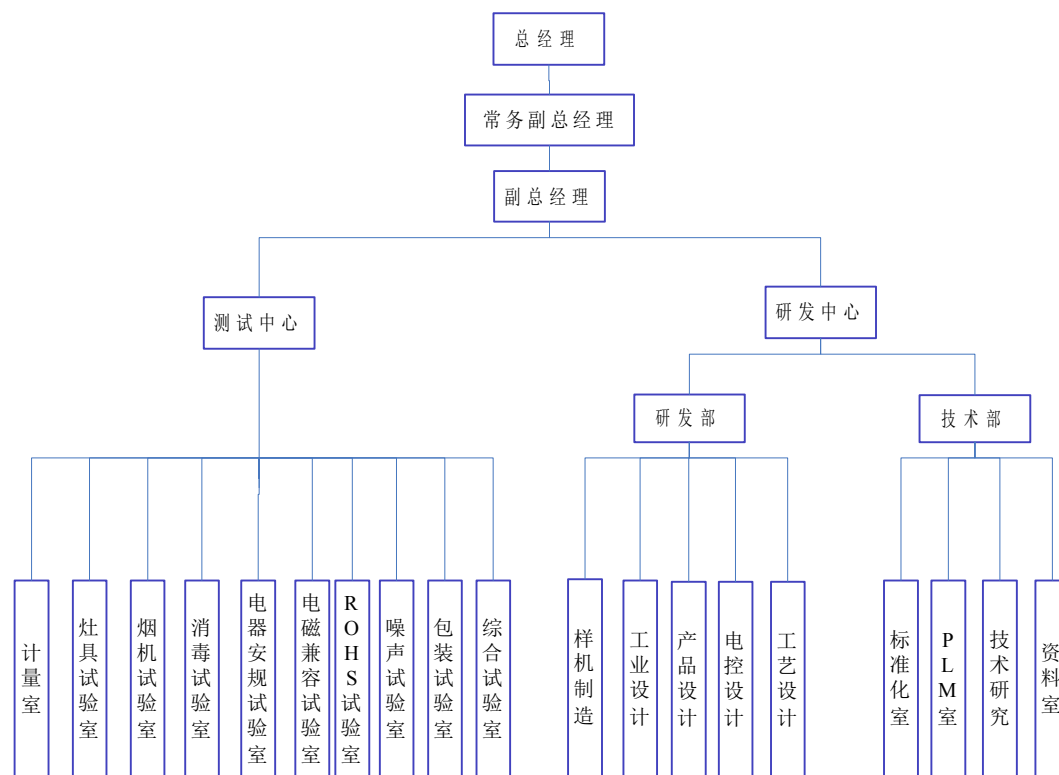 总经理
常务副总经理
副总经理
测试中心
研发中心
研发部
技术部
计量室
灶具试验室
烟机试验室
消毒试验室
电器安规试验室
电磁兼容试验室
ROHS试验室
噪声试验室
包装试验室
综合试验室
样机制造
工业设计
产品设计
电控设计
工艺设计
标准化室
PLM室
技术研究
资料室